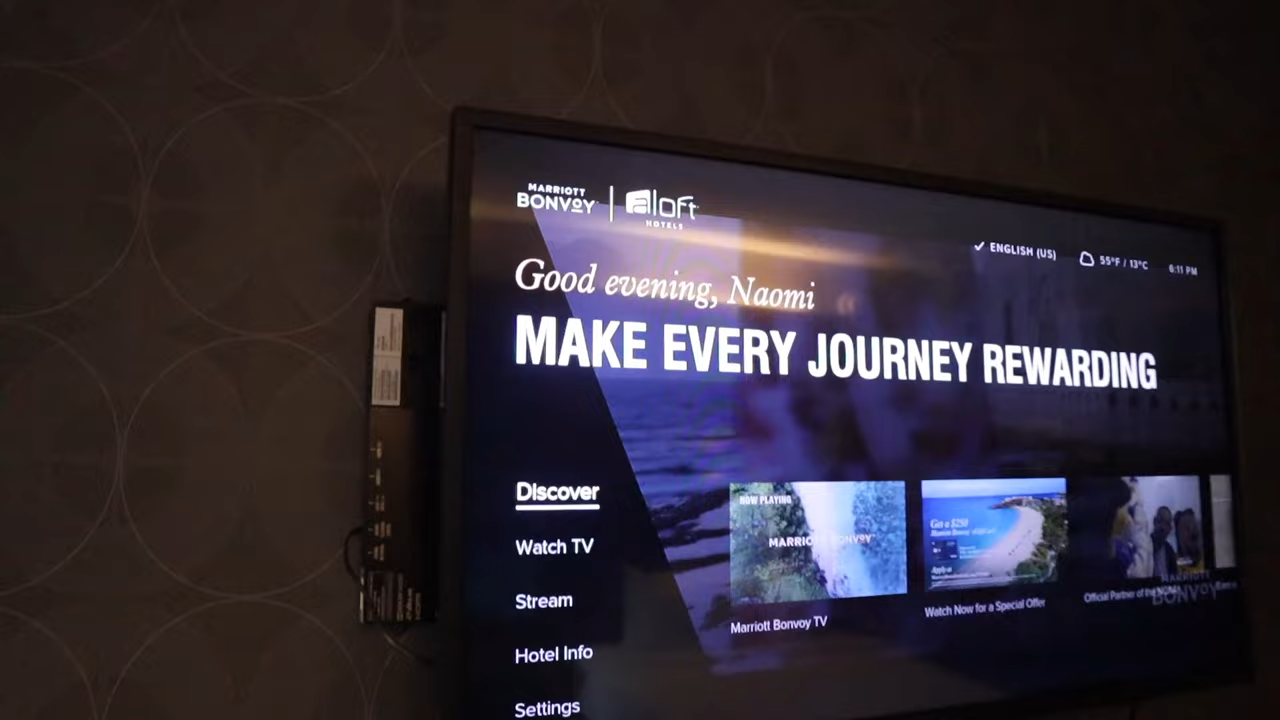 MARRIOTT
BONVOY
aloft
HOTELS
ENGLISH (US)
55°F / 13°C
6:11 PM
Good evening, Naomi
MAKE EVERY JOURNEY REWARDING
Discover
Watch TV
Stream
Hotel Info
Settings
NOW PLAYING
MARRIOTT BONVOY
Marriott Bonvoy TV
Get a $250
Watch Now for a Special Offer
Official Partner of the
MARRIOTT
BONVOY